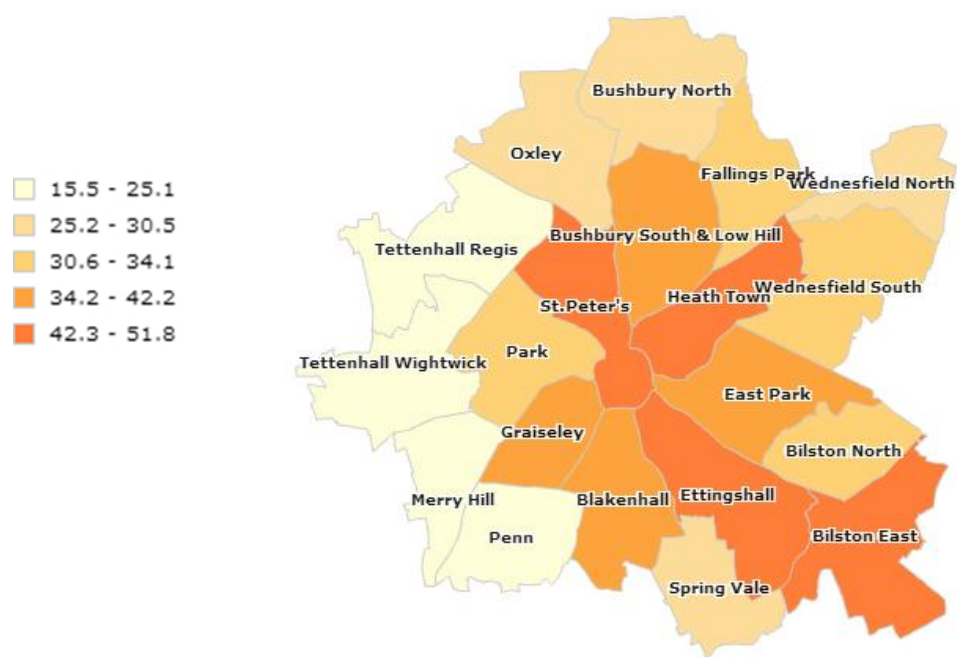 15.5 - 25.1
25.2 - 30.5
30.6 - 34.1
34.2 - 42.2
42.3 - 51.8
Bushbury North
Oxley
Fallings Park
Wednesfield North
Bushbury South & Low Hill
Tettenhall Regis
Wednesfield South
Heath Town
St.Peter's
Park
Tettenhall Wightwick
East Park
Graiseley
Bilston North
Merry Hill
Blakenhall
Ettingshall
Penn
Bilston East
Spring Vale